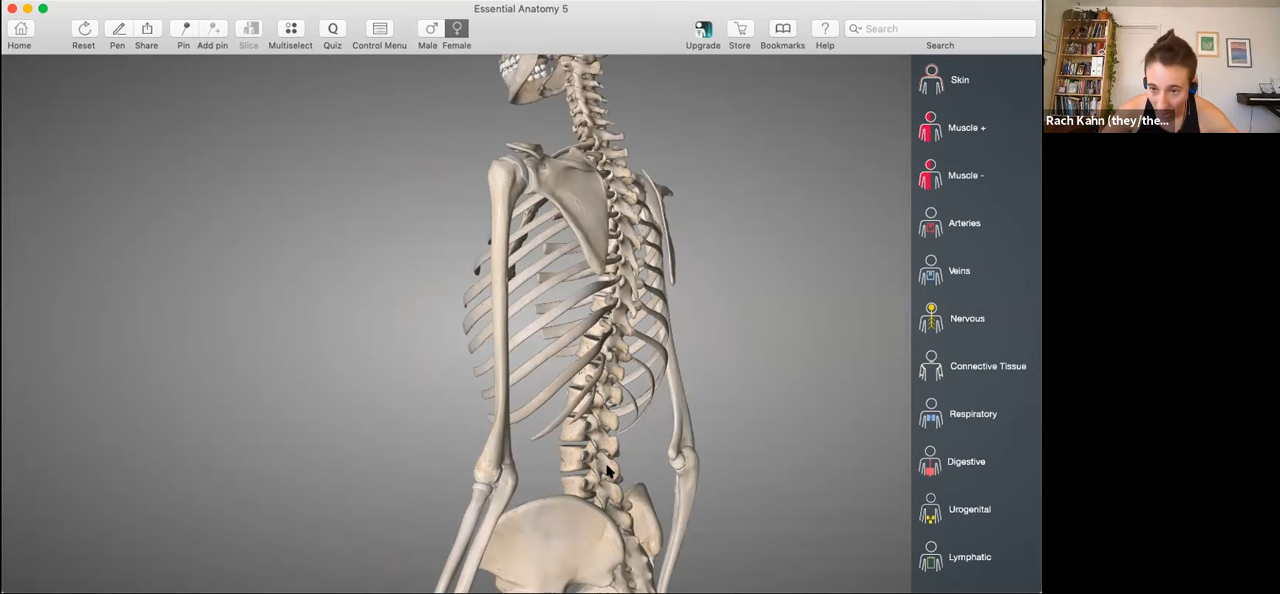 Essential Anatomy 5
Home
Reset
Pen
Share
Pin
Add pin
Slice
Multiselect
Q
Quiz
Control Menu
Male
Female
Upgrade
Store
Bookmarks
?
Help
Search
Search
Skin
Muscle +
Muscle -
Arteries
Veins
Nervous
Connective Tissue
Respiratory
Digestive
Urogenital
Lymphatic
Rach Kahn (they/the...